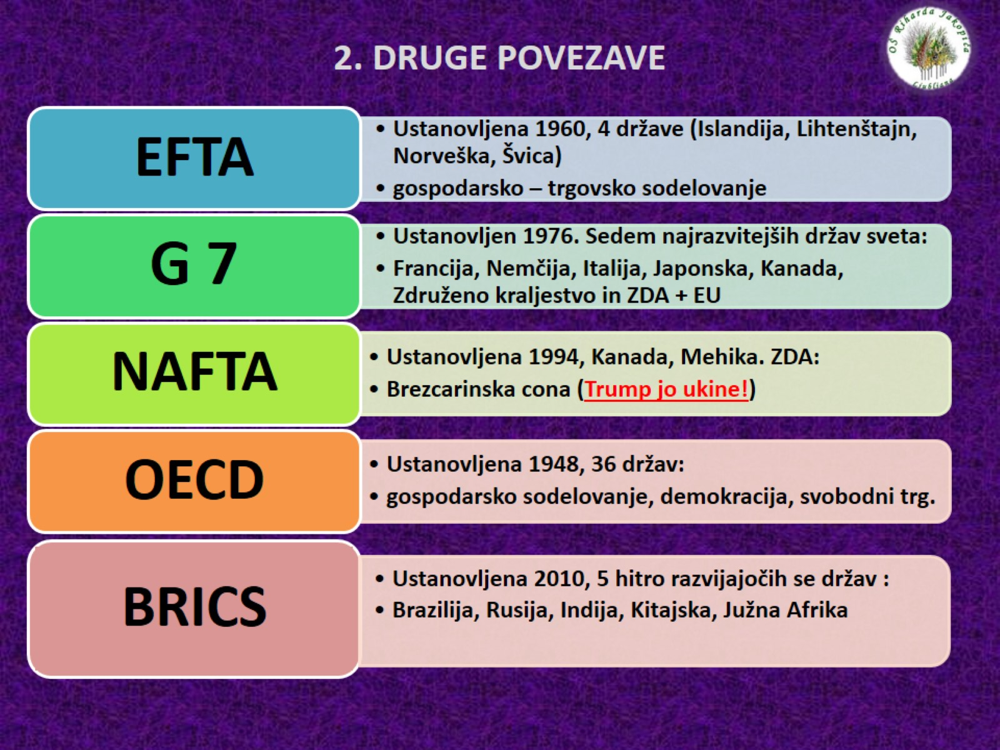 2. DRUGE POVEZAVE
OŠ Riharda Jakopiča
Ljubljana
EFTA
• Ustanovljena 1960, 4 države (Islandija, Lihtenštajn,
Norveška, Švica)
• gospodarsko – trgovsko sodelovanje
G 7
• Ustanovljen 1976. Sedem najrazvitejših držav sveta:
• Francija, Nemčija, Italija, Japonska, Kanada,
Združeno kraljestvo in ZDA + EU
NAFTA
• Ustanovljena 1994, Kanada, Mehika. ZDA:
• Brezcarinska cona (Trump jo ukine!)
OECD
• Ustanovljena 1948, 36 držav:
• gospodarsko sodelovanje, demokracija, svobodni trg.
BRICS
• Ustanovljena 2010, 5 hitro razvijajočih se držav :
• Brazilija, Rusija, Indija, Kitajska, Južna Afrika